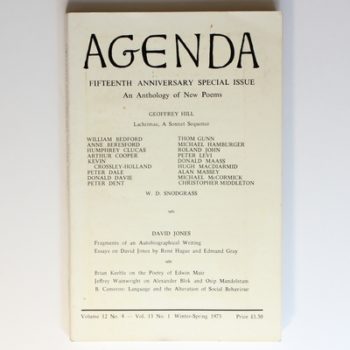 AGENDA
FIFTEENTH ANNIVERSARY SPECIAL ISSUE
An Anthology of New Poems
GEOFFREY HILL
Lachrimae, A Sonnet Sequence
WILLIAM BEDFORD
ANNE BERESFORD
HUMPHREY CLUCAS
ARTHUR COOPER
KEVIN
CROSSLEY-HOLLAND
PETER DALE
DONALD DAVIE
PETER DENT
THOM GUNN
MICHAEL HAMBURGER
ROLAND JOHN
PETER LEVI
DONALD MAASS
HUGH MACDIARMID
ALAN MASSEY
MICHAEL McCORMICK
CHRISTOPHER MIDDLETON
W. D. SNODGRASS
DAVID JONES
Fragments of an Autobiographical Writing
Essays on David Jones by René Hague and Edmund Gray
Brian Keeble on the Poetry of Edwin Muir
Jeffrey Wainwright on Alexander Blok and Osip Mandelstam
B. Cameron: Language and the Alteration of Social Behaviour
Volume 12 No. 4 – Vol. 13 No. 1 Winter-Spring 1975 Price £1.50